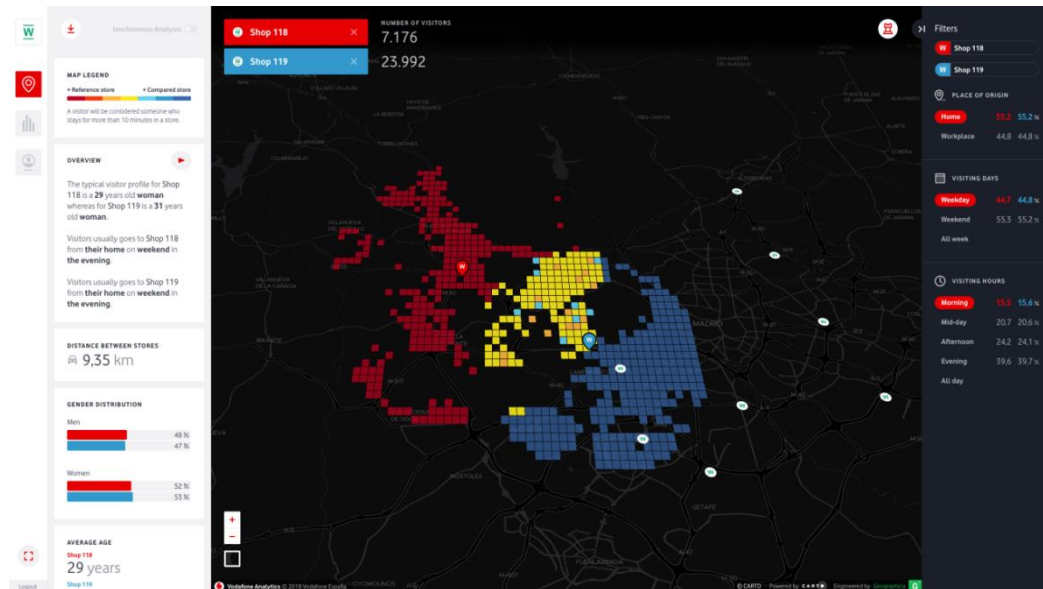 W
Isochronous Analysis
MAP LEGEND
+ Reference store + Compared store
A visitor will be considered someone who
stays for more than 10 minutes in a store.
OVERVIEW
The typical visitor profile for Shop
118 is a 29 years old woman
whereas for Shop 119 is a 31 years
old woman.
Visitors usually goes to Shop 118
from their home on weekend in
the evening.
Visitors usually goes to Shop 119
from their home on weekend in
the evening.
DISTANCE BETWEEN STORES
9,35 km
GENDER DISTRIBUTION
Men
48 %
47 %
Women
52 %
53 %
AVERAGE AGE
Shop 118
29 years
Shop 119
Logout
Shop 118 ×
Shop 119 ×
NUMBER OF VISITORS
7.176
23.992
TRES CANTOS
TORRELODONES
MADRID
MÓSTOLES
GETAFE
+
−
Vodafone Analytics © 2018 Vodafone España
© CARTO Powered by CARTO Engineered by Geographica G
Filters
W Shop 118
W Shop 119
PLACE OF ORIGIN
Home 55,2 55,2 %
Workplace 44,8 44,8 %
VISITING DAYS
Weekday 44,7 44,8 %
Weekend 55,3 55,2 %
All week
VISITING HOURS
Morning 15,5 15,6 %
Mid-day 20,7 20,6 %
Afternoon 24,2 24,1 %
Evening 39,6 39,7 %
All day